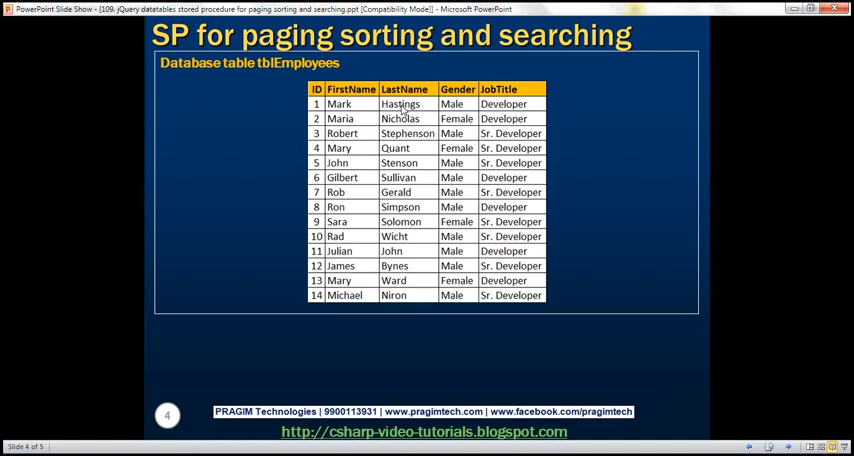 PowerPoint Slide Show - [109. jQuery datatables stored procedure for paging sorting and searching.ppt [Compatibility Mode]] - Microsoft PowerPoint
SP for paging sorting and searching
Database table tblEmployees
ID FirstName LastName Gender JobTitle
1 Mark Hastings Male Developer
2 Maria Nicholas Female Developer
3 Robert Stephenson Male Sr. Developer
4 Mary Quant Female Sr. Developer
5 John Stenson Male Sr. Developer
6 Gilbert Sullivan Male Developer
7 Rob Gerald Male Sr. Developer
8 Ron Simpson Male Developer
9 Sara Solomon Female Sr. Developer
10 Rad Wicht Male Sr. Developer
11 Julian John Male Developer
12 James Bynes Male Sr. Developer
13 Mary Ward Female Developer
14 Michael Niron Male Sr. Developer
4
PRAGIM Technologies | 9900113931 | www.pragimtech.com | www.facebook.com/pragimtech
http://csharp-video-tutorials.blogspot.com
Slide 4 of 5